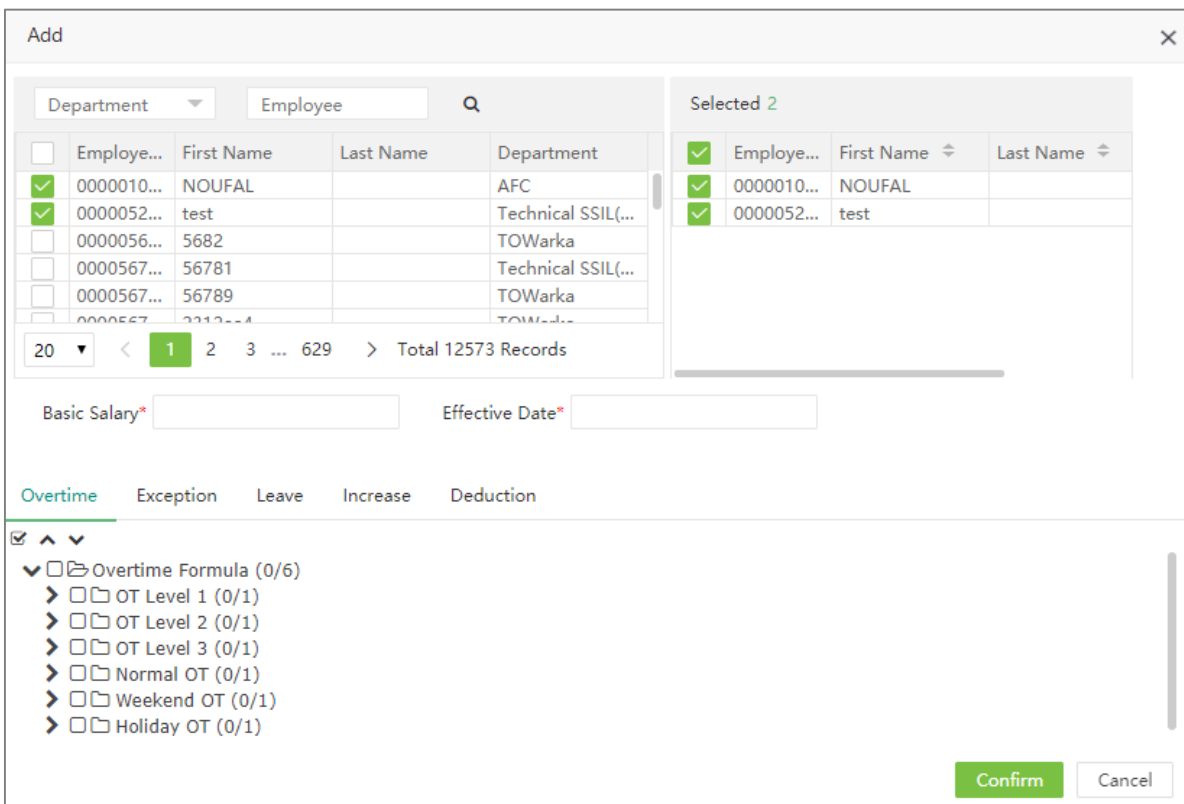 Add
Department Employee
Employe... First Name Last Name Department
0000010... NOUFAL AFC
0000052... test Technical SSIL(...
0000056... 5682 TOWarka
0000567... 56781 Technical SSIL(...
0000567... 56789 TOWarka
20 1 2 3 ... 629 Total 12573 Records
Selected 2
Employe... First Name Last Name
0000010... NOUFAL
0000052... test
Basic Salary* Effective Date*
Overtime Exception Leave Increase Deduction
Overtime Formula (0/6)
OT Level 1 (0/1)
OT Level 2 (0/1)
OT Level 3 (0/1)
Normal OT (0/1)
Weekend OT (0/1)
Holiday OT (0/1)
Confirm Cancel